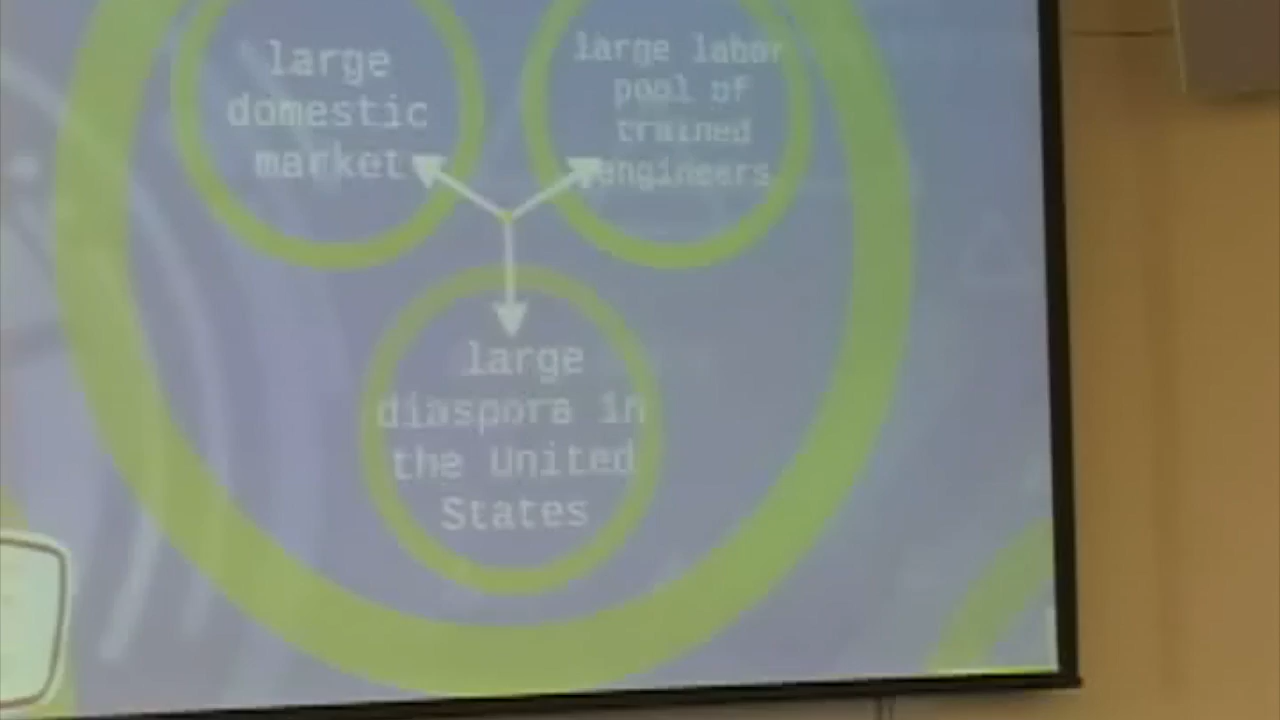 large
domestic
market
large labor
pool of
trained
engineers
large
diaspora in
the United
States